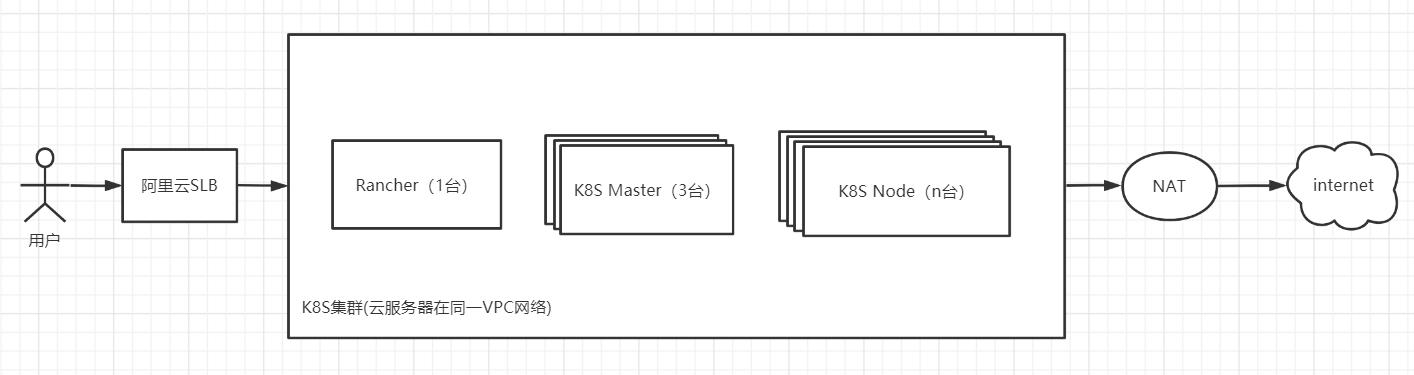 用户
阿里云SLB
Rancher（1台）
K8S Master（3台）
K8S Node（n台）
K8S集群(云服务器在同一VPC网络)
NAT
internet